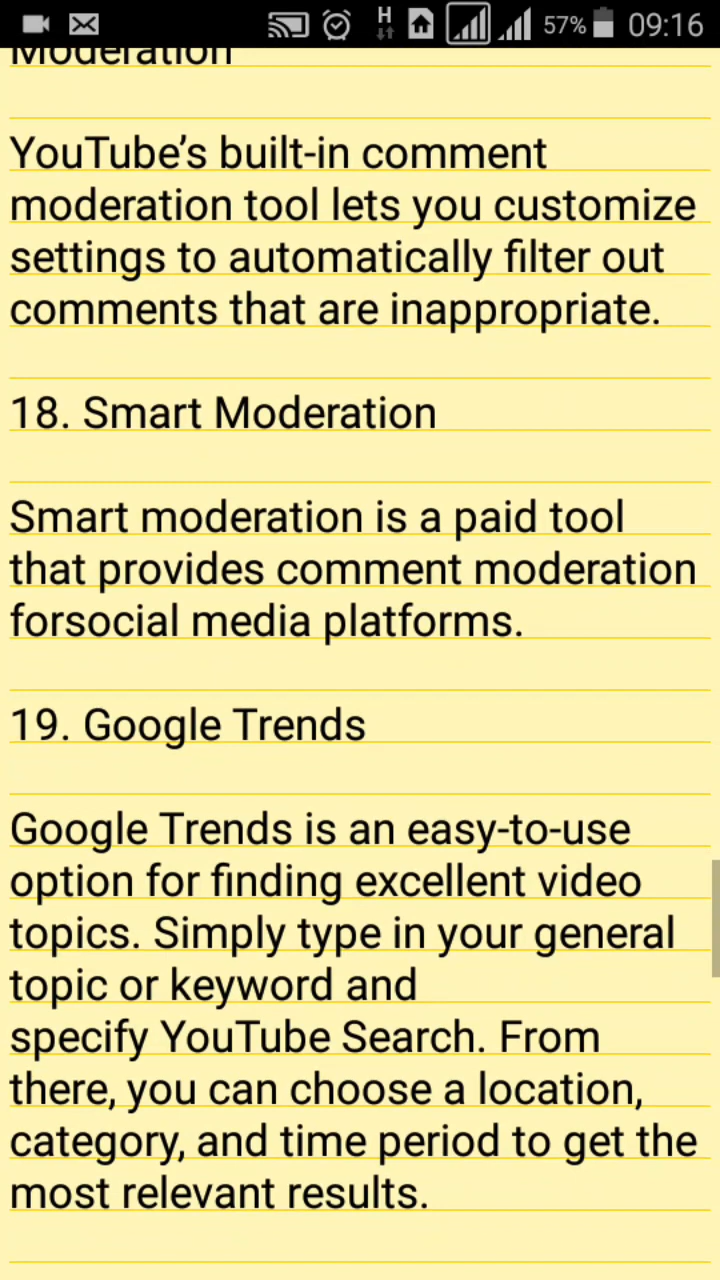 H
57%
09:16
Moderation
YouTube’s built-in comment
moderation tool lets you customize
settings to automatically filter out
comments that are inappropriate.
18. Smart Moderation
Smart moderation is a paid tool
that provides comment moderation
forsocial media platforms.
19. Google Trends
Google Trends is an easy-to-use
option for finding excellent video
topics. Simply type in your general
topic or keyword and
specify YouTube Search. From
there, you can choose a location,
category, and time period to get the
most relevant results.